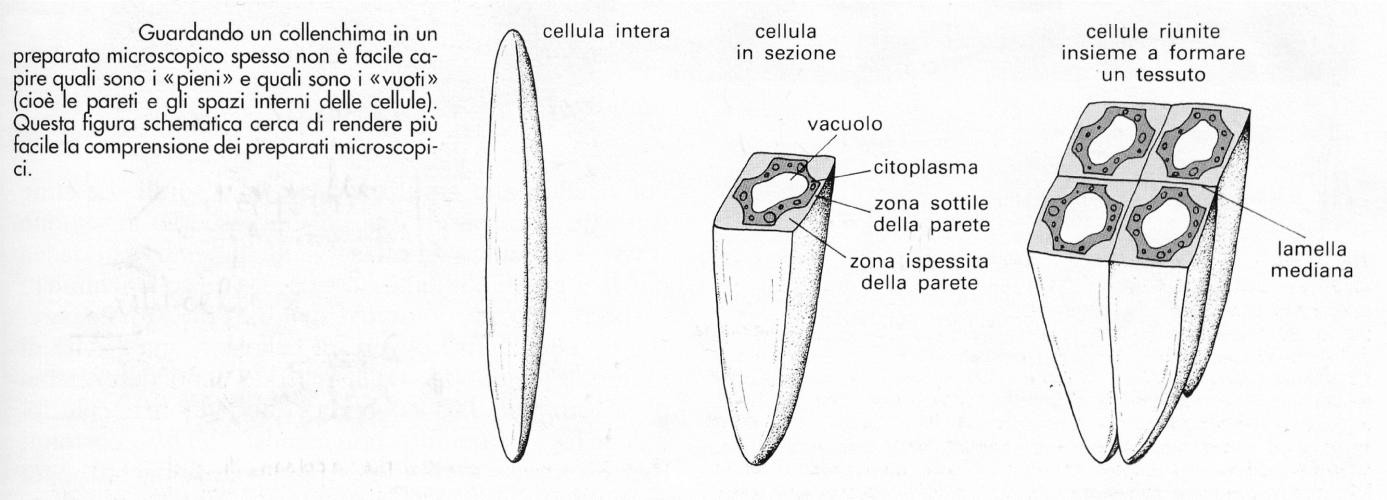 Guardando un collenchima in un
preparato microscopico spesso non è facile ca-
pire quali sono i «pieni» e quali sono i «vuoti»
(cioè le pareti e gli spazi interni delle cellule).
Questa figura schematica cerca di rendere più
facile la comprensione dei preparati microscopi-
ci.
cellula intera
cellula
in sezione
vacuolo
citoplasma
zona sottile
della parete
zona ispessita
della parete
cellule riunite
insieme a formare
un tessuto
lamella
mediana